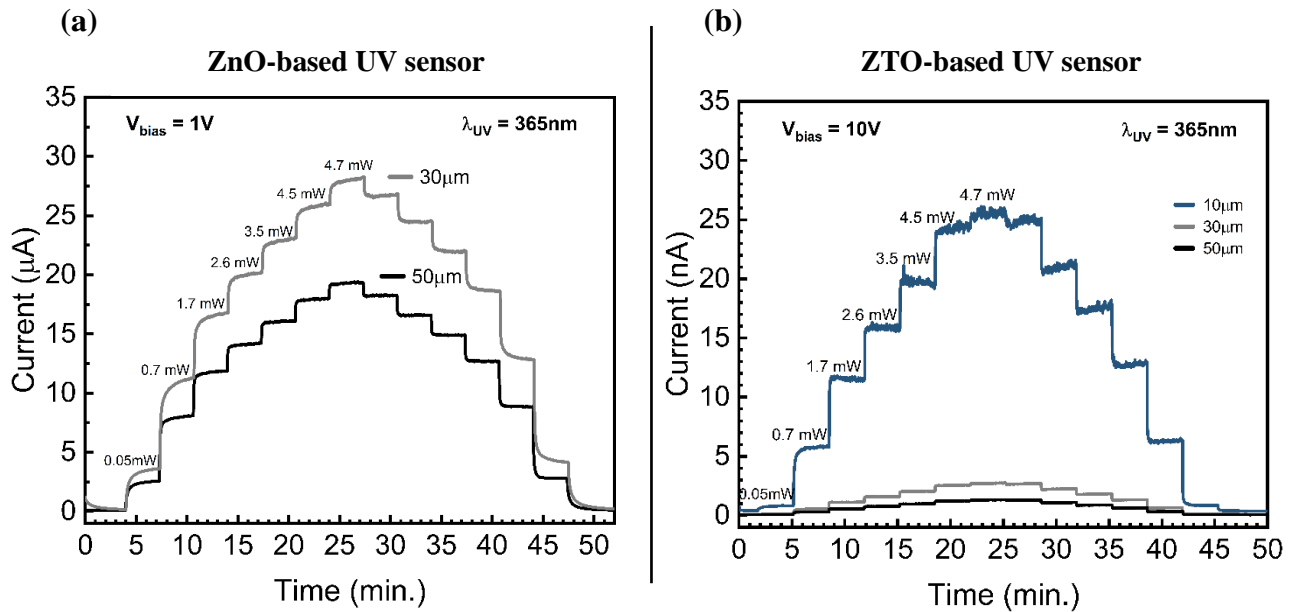 (a)
ZnO-based UV sensor
V_bias = 1V
λ_UV = 365nm
35
30
25
20
15
10
5
0
Current (μA)
0.05mW
0.7 mW
1.7 mW
2.6 mW
3.5 mW
4.5 mW
4.7 mW
30μm
50μm
0 5 10 15 20 25 30 35 40 45 50
Time (min.)
(b)
ZTO-based UV sensor
V_bias = 10V
λ_UV = 365nm
35
30
25
20
15
10
5
0
Current (nA)
0.05mW
0.7 mW
1.7 mW
2.6 mW
3.5 mW
4.5 mW
4.7 mW
10μm
30μm
50μm
0 5 10 15 20 25 30 35 40 45 50
Time (min.)